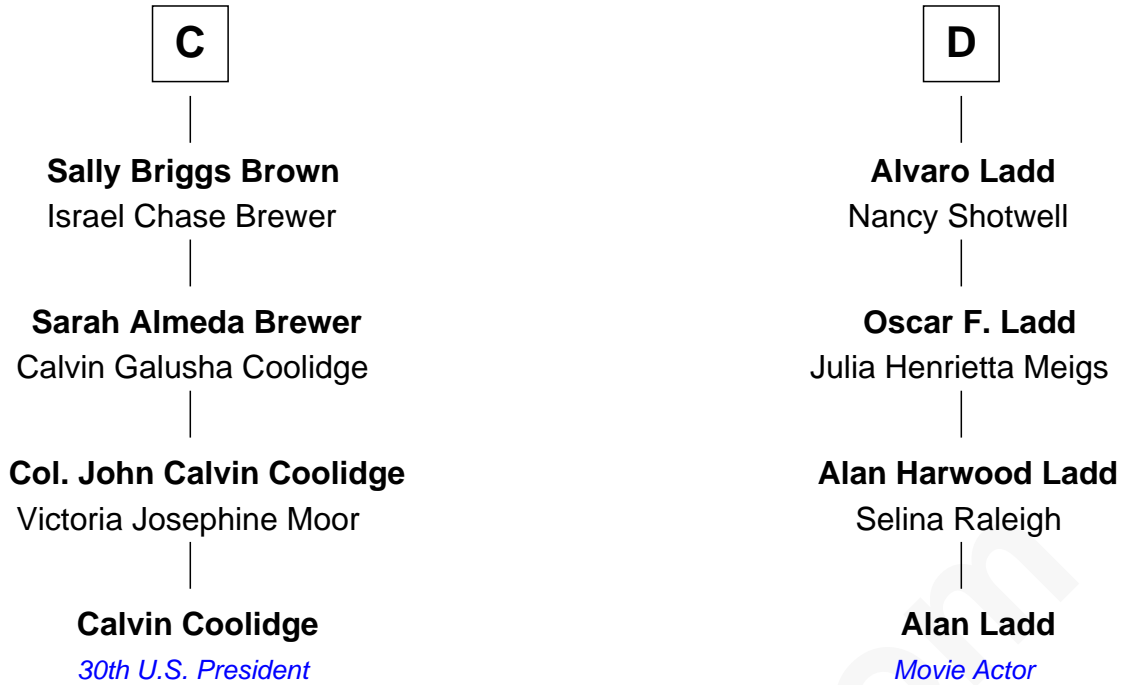 C
Sally Briggs Brown
Israel Chase Brewer
Sarah Almeda Brewer
Calvin Galusha Coolidge
Col. John Calvin Coolidge
Victoria Josephine Moor
Calvin Coolidge
30th U.S. President
D
Alvaro Ladd
Nancy Shotwell
Oscar F. Ladd
Julia Henrietta Meigs
Alan Harwood Ladd
Selina Raleigh
Alan Ladd
Movie Actor